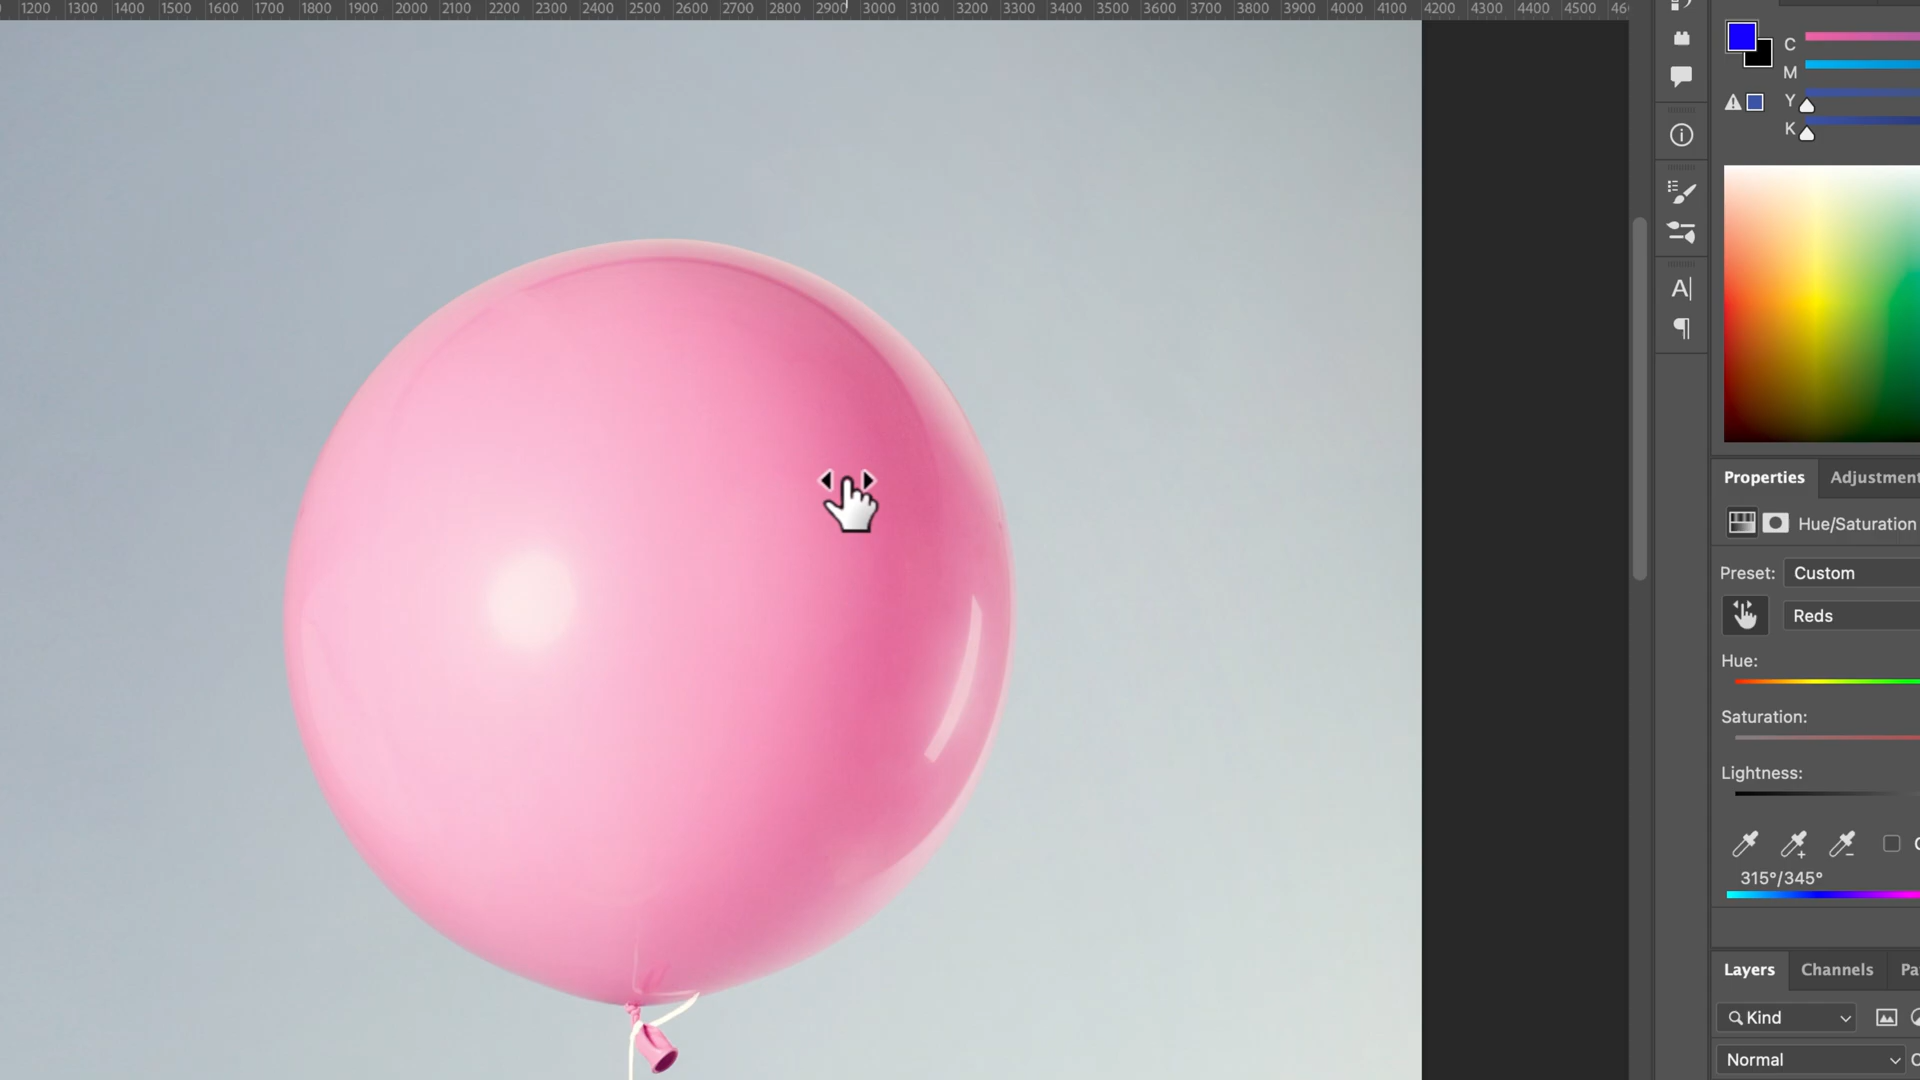 1200 1300 1400 1500 1600 1700 1800 1900 2000 2100 2200 2300 2400 2500 2600 2700 2800 2900 3000 3100 3200 3300 3400 3500 3600 3700 3800 3900 4000 4100 4200 4300 4400 4500
C
M
Y
K
A
Properties Adjustment
Hue/Saturation
Preset: Custom
Reds
Hue:
Saturation:
Lightness:
315°/345°
Layers Channels Pa
Kind
Normal